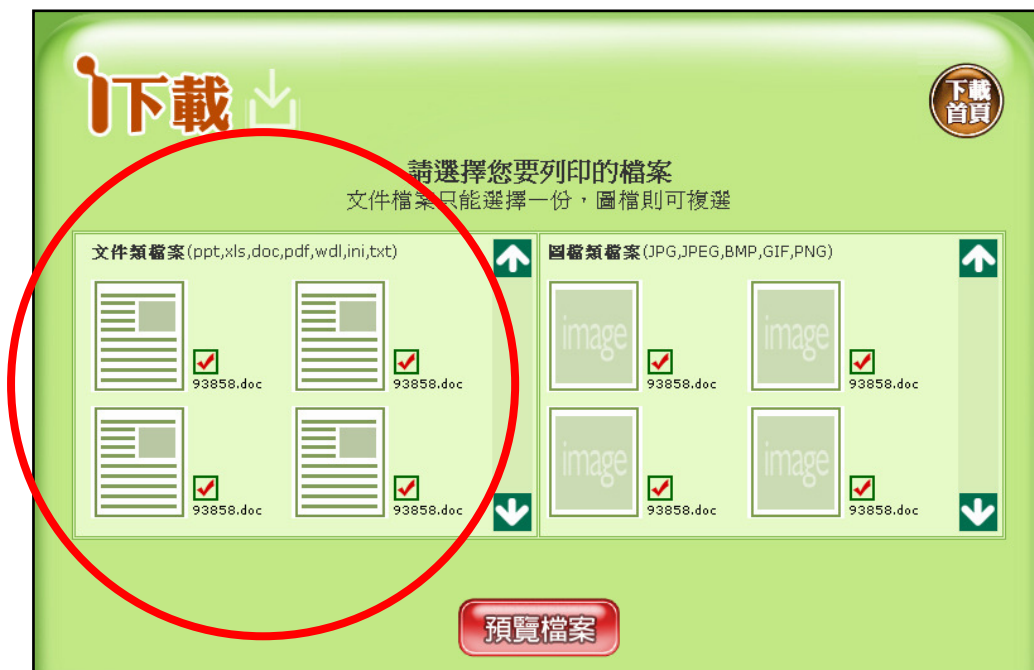 i下載
下載
首頁
請選擇您要列印的檔案
文件檔案只能選擇一份，圖檔則可複選
文件類檔案(ppt,xls,doc,pdf,wdl,ini,txt)
93858.doc
93858.doc
93858.doc
93858.doc
圖檔類檔案(JPG,JPEG,BMP,GIF,PNG)
image
93858.doc
image
93858.doc
image
93858.doc
image
93858.doc
預覽檔案